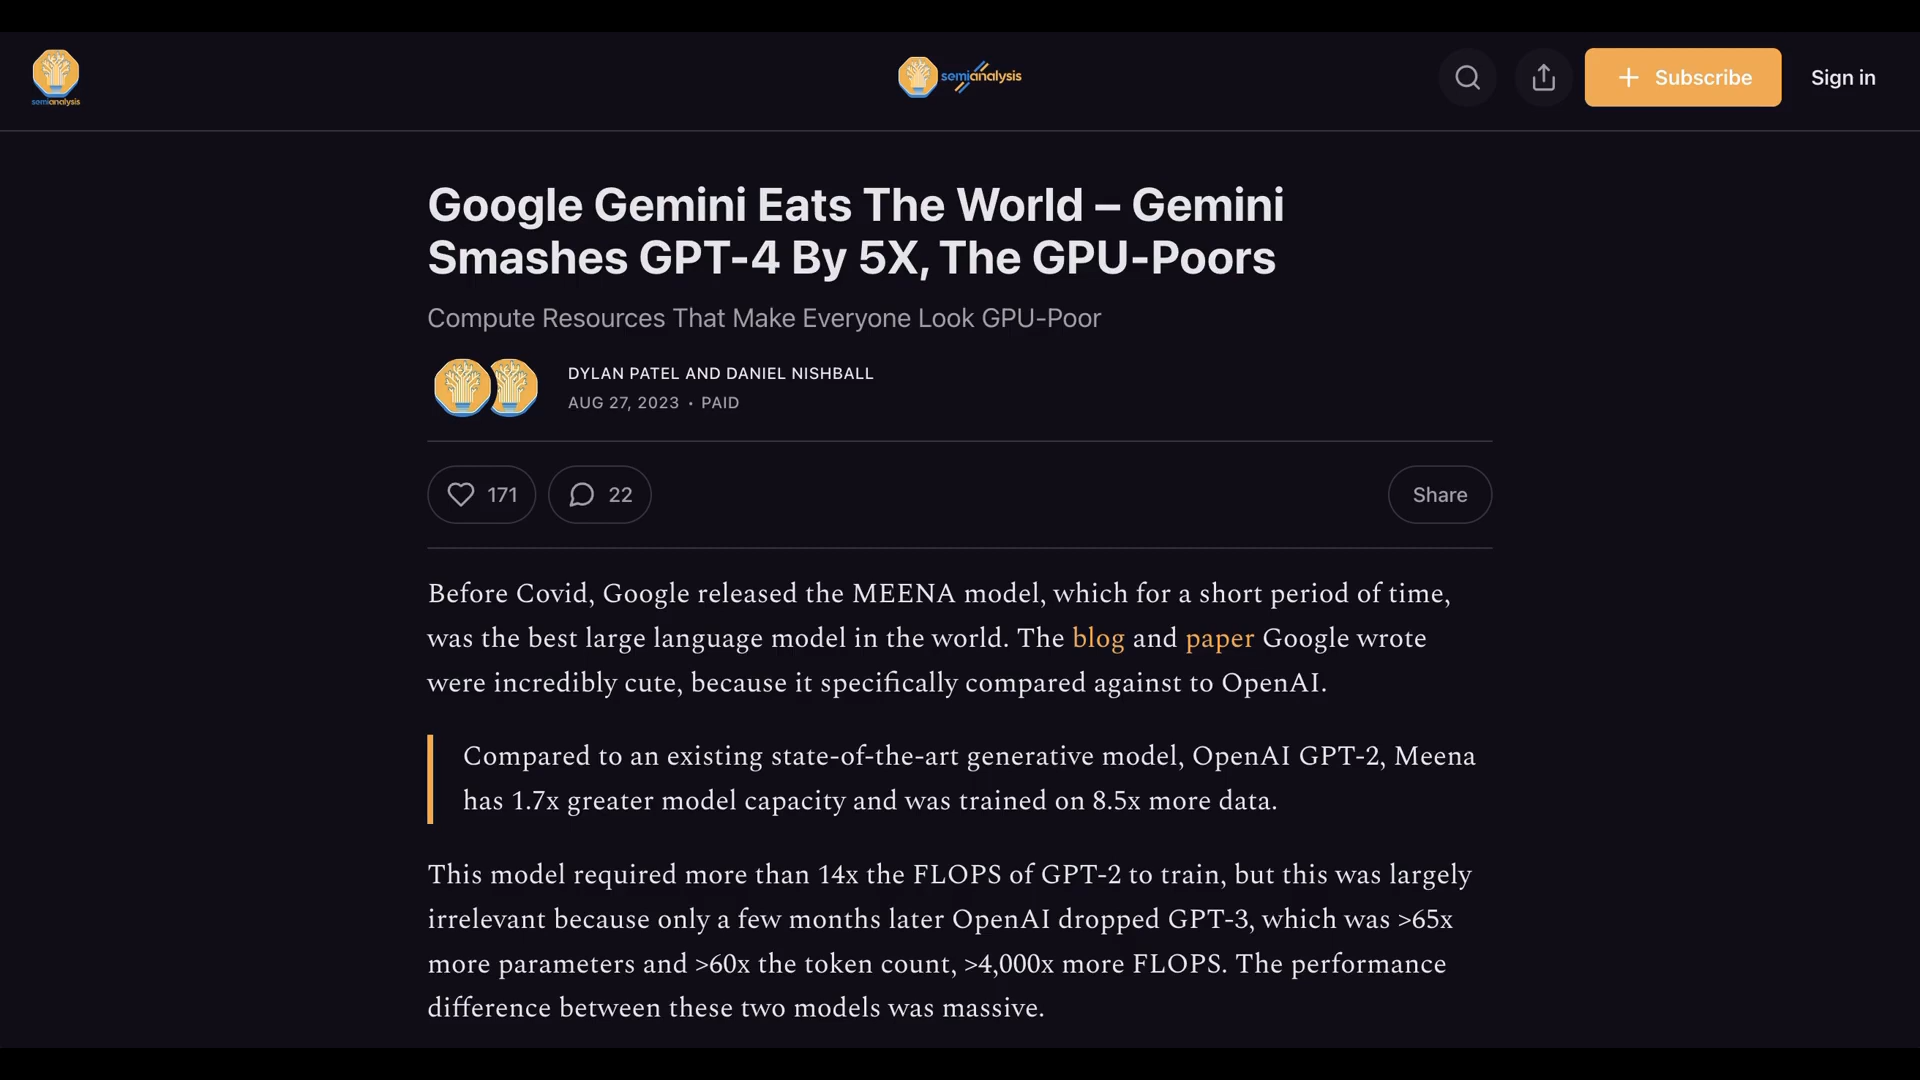 semianalysis
semianalysis
Subscribe
Sign in
Google Gemini Eats The World – Gemini
Smashes GPT-4 By 5X, The GPU-Poors
Compute Resources That Make Everyone Look GPU-Poor
DYLAN PATEL AND DANIEL NISHBALL
AUG 27, 2023 · PAID
171
22
Share
Before Covid, Google released the MEENA model, which for a short period of time,
was the best large language model in the world. The blog and paper Google wrote
were incredibly cute, because it specifically compared against to OpenAI.
Compared to an existing state-of-the-art generative model, OpenAI GPT-2, Meena
has 1.7x greater model capacity and was trained on 8.5x more data.
This model required more than 14x the FLOPS of GPT-2 to train, but this was largely
irrelevant because only a few months later OpenAI dropped GPT-3, which was >65x
more parameters and >60x the token count, >4,000x more FLOPS. The performance
difference between these two models was massive.